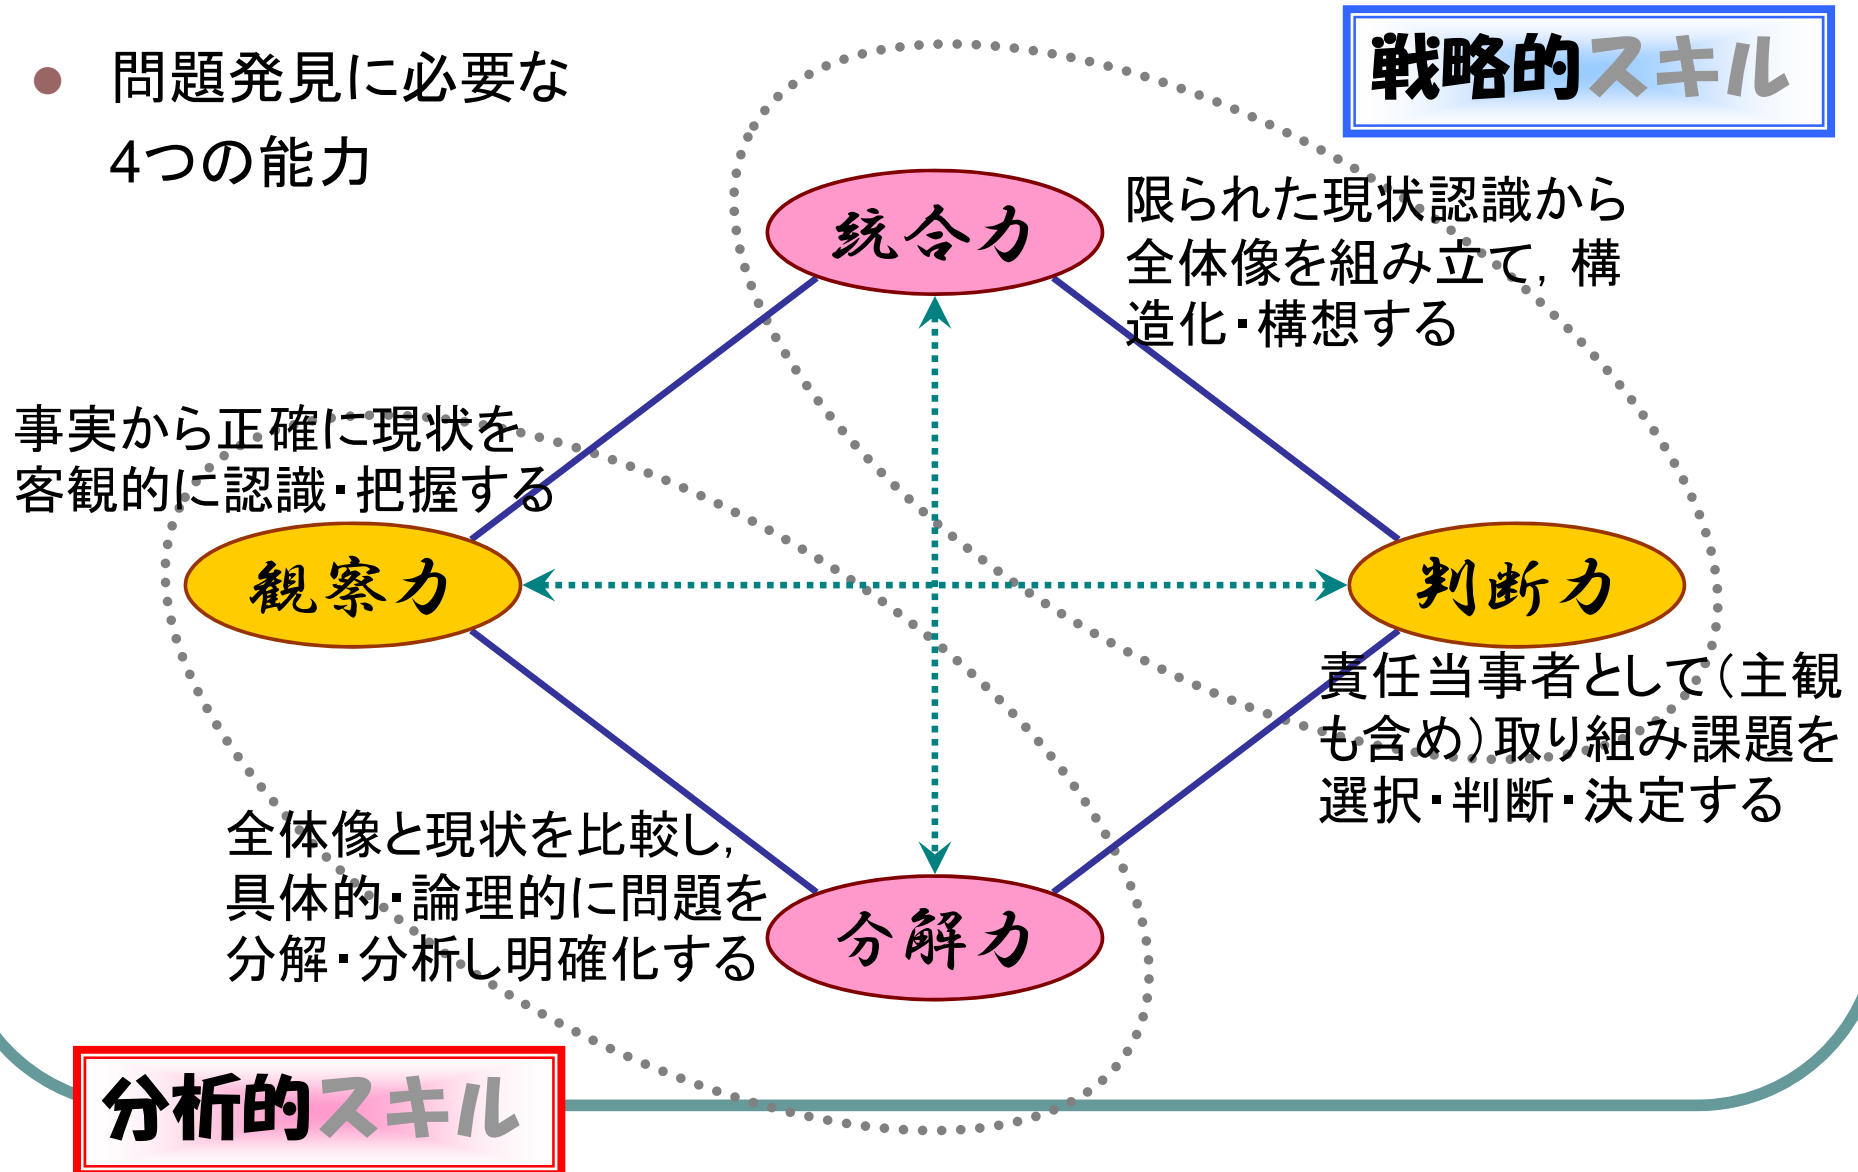 問題発見に必要な
4つの能力
戦略的スキル
統合力
限られた現状認識から
全体像を組み立て，構
造化・構想する
事実から正確に現状を
客観的に認識・把握する
観察力
判断力
責任当事者として（主観
も含め）取り組み課題を
選択・判断・決定する
全体像と現状を比較し，
具体的・論理的に問題を
分解・分析し明確化する
分解力
分析的スキル